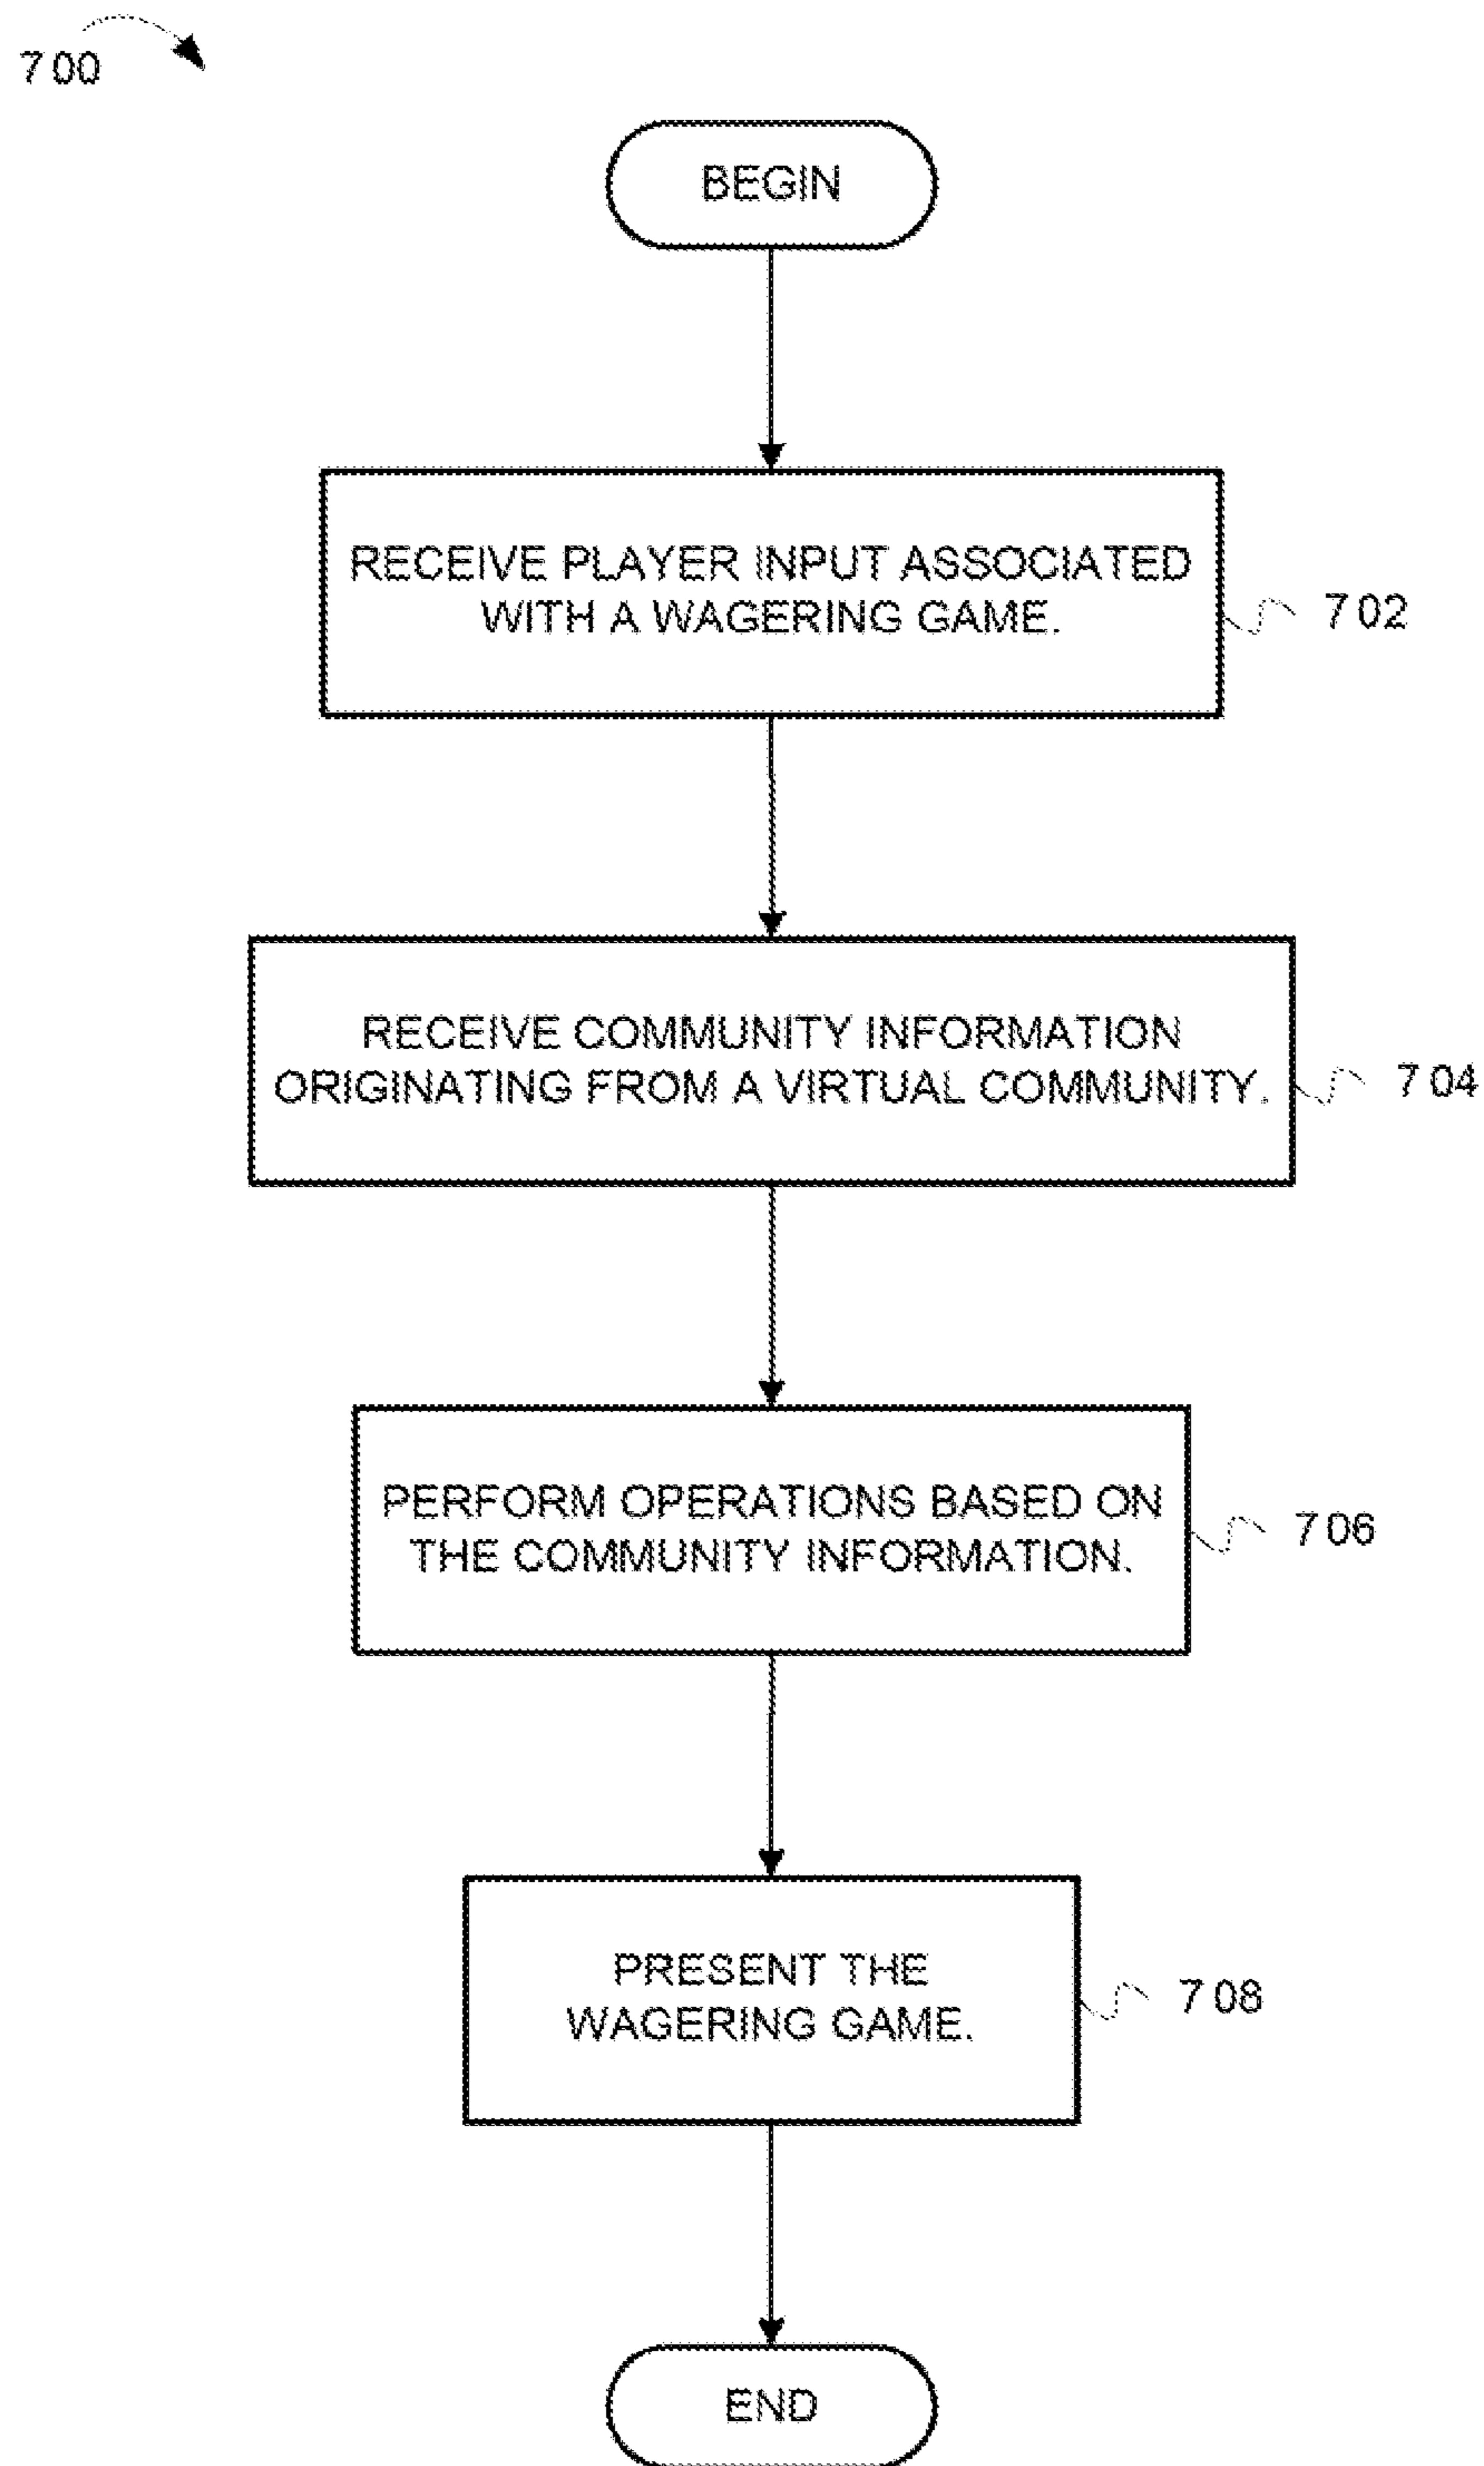 700
BEGIN
RECEIVE PLAYER INPUT ASSOCIATED
WITH A WAGERING GAME.
702
RECEIVE COMMUNITY INFORMATION
ORIGINATING FROM A VIRTUAL COMMUNITY.
704
PERFORM OPERATIONS BASED ON
THE COMMUNITY INFORMATION.
706
PRESENT THE
WAGERING GAME.
708
END